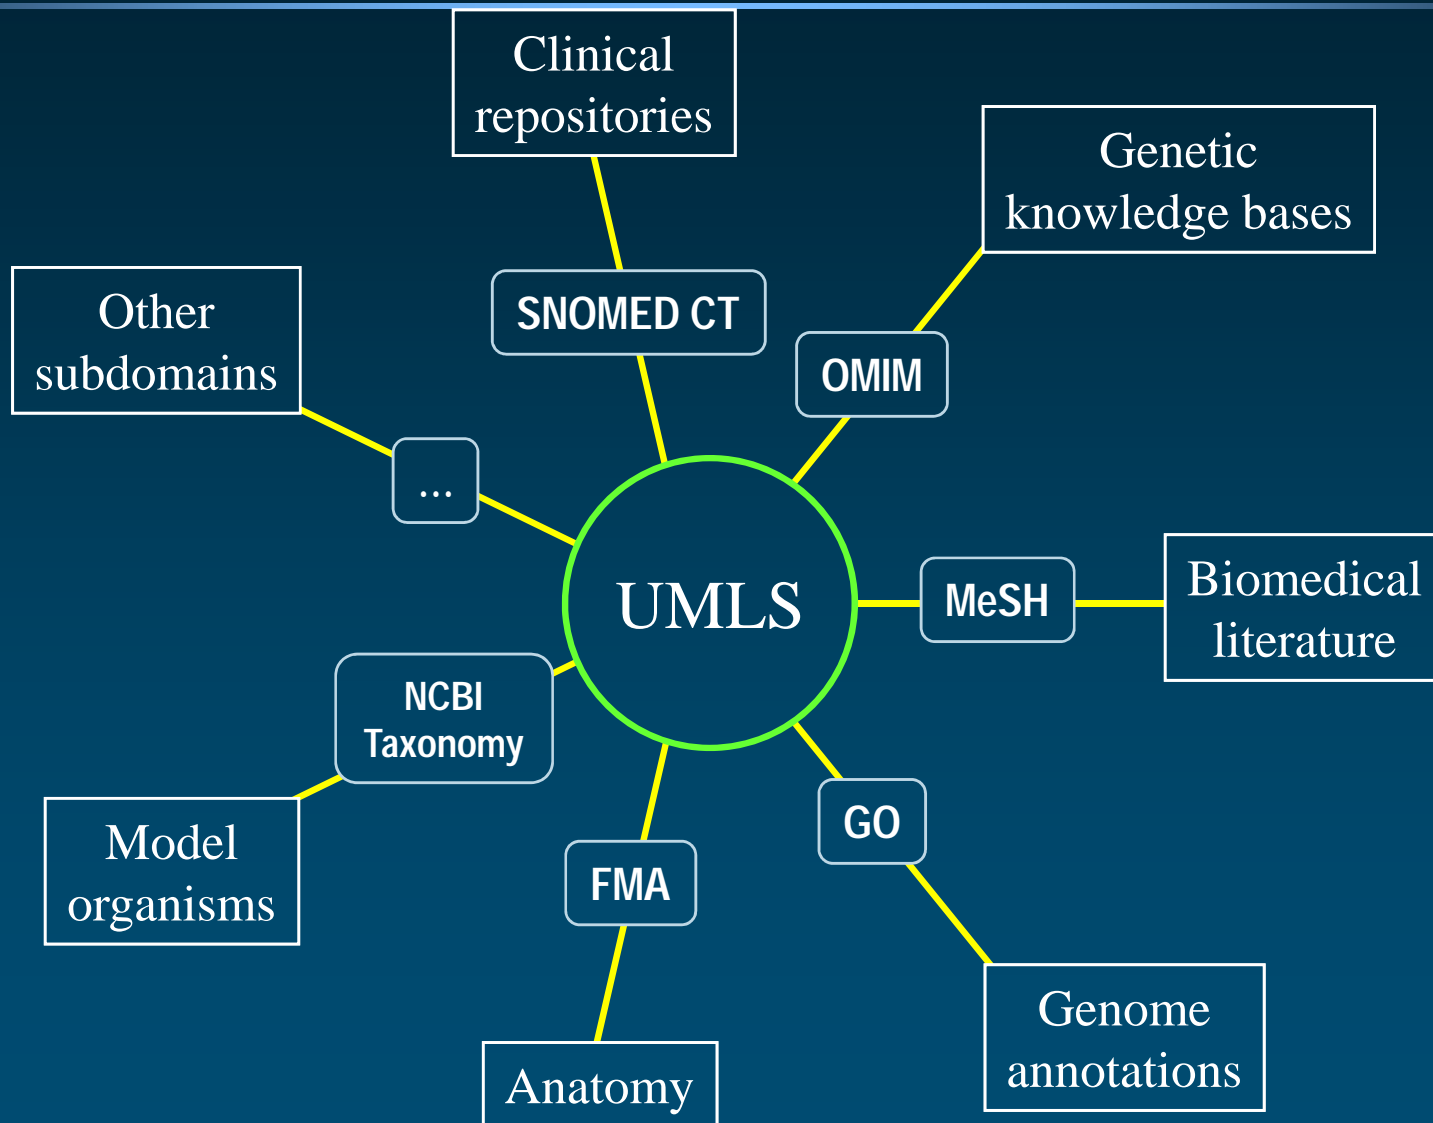 Clinical
repositories
Genetic
knowledge bases
SNOMED CT
Other
subdomains
OMIM
...
UMLS
MeSH
Biomedical
literature
NCBI
Taxonomy
GO
Model
organisms
FMA
Genome
annotations
Anatomy